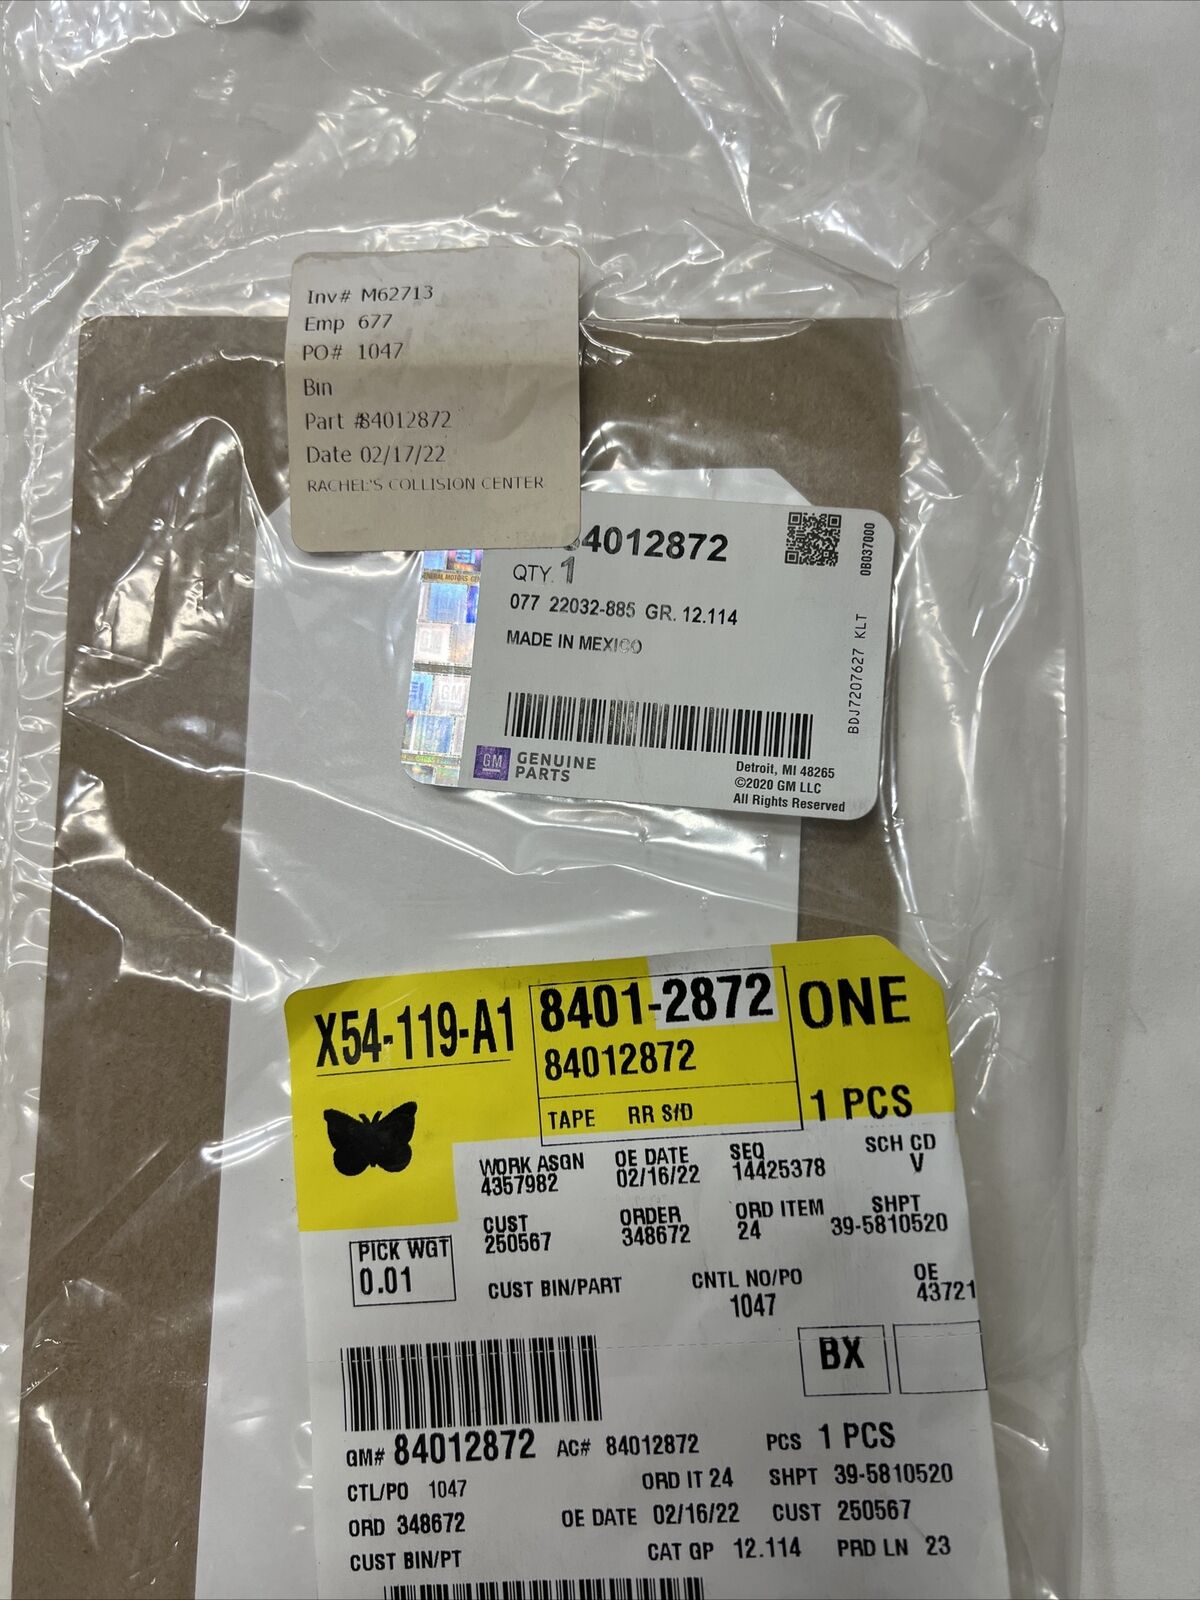 Inv# M62713
Emp 677
PO# 1047
Bin
Part #84012872
Date 02/17/22
RACHEL'S COLLISION CENTER
4012872
QTY. 1
077 22032-885 GR. 12.114
MADE IN MEXICO
0B037000
BDJ7207627 KLT
GM
GM
GM GENUINE
PARTS
Detroit, MI 48265
©2020 GM LLC
All Rights Reserved
X54-119-A1
8401-2872
84012872
TAPE RR S/D
ONE
1 PCS
WORK ASGN
4357982
OE DATE
02/16/22
SEQ
14425378
SCH CD
V
CUST
250567
ORDER
348672
ORD ITEM
24
SHPT
39-5810520
PICK WGT
0.01
CUST BIN/PART
CNTL NO/PO
1047
OE
43721
BX
GM# 84012872 AC# 84012872 PCS 1 PCS
CTL/PO 1047 ORD IT 24 SHPT 39-5810520
ORD 348672 OE DATE 02/16/22 CUST 250567
CUST BIN/PT CAT GP 12.114 PRD LN 23